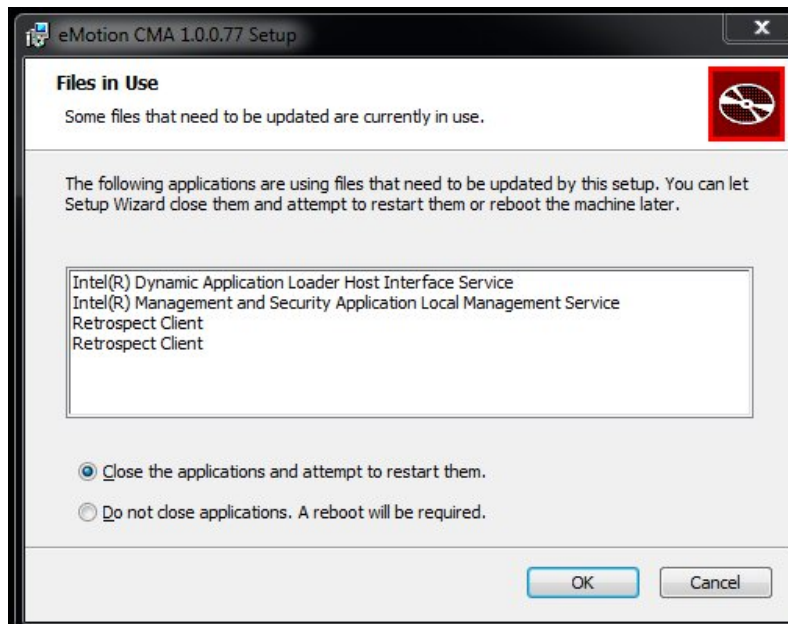 eMotion CMA 1.0.0.77 Setup
x
Files in Use
Some files that need to be updated are currently in use.
The following applications are using files that need to be updated by this setup. You can let
Setup Wizard close them and attempt to restart them or reboot the machine later.
Intel(R) Dynamic Application Loader Host Interface Service
Intel(R) Management and Security Application Local Management Service
Retrospect Client
Retrospect Client
Close the applications and attempt to restart them.
Do not close applications. A reboot will be required.
OK Cancel